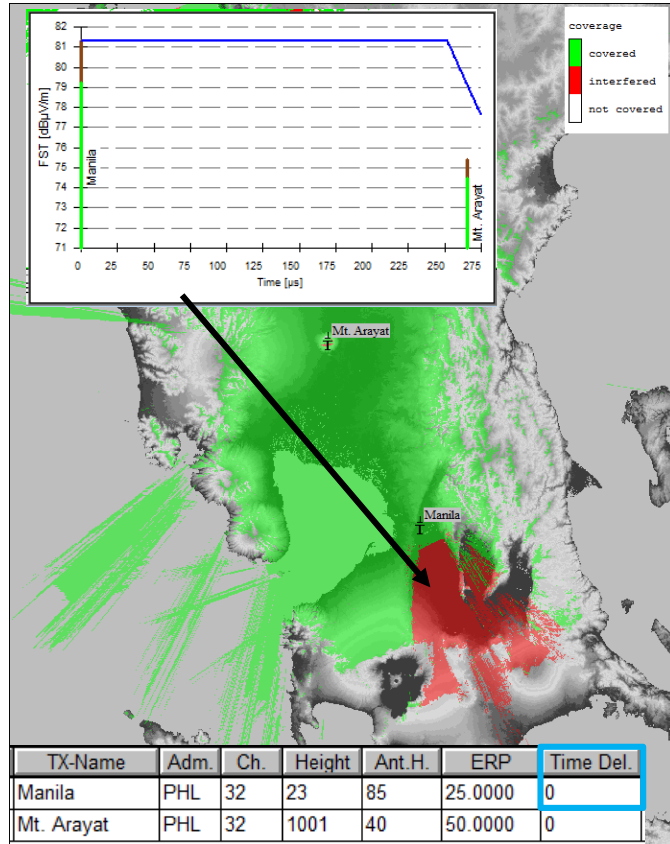 82
81
80
79
78
77
76
75
74
73
72
71
FST [dBµV/m]
Manila
Mt. Arayat
0 25 50 75 100 125 150 175 200 225 250 275
Time [µs]
coverage
covered
interfered
not covered
Mt. Arayat
Manila
TX-Name Adm. Ch. Height Ant.H. ERP Time Del.
Manila PHL 32 23 85 25.0000 0
Mt. Arayat PHL 32 1001 40 50.0000 0